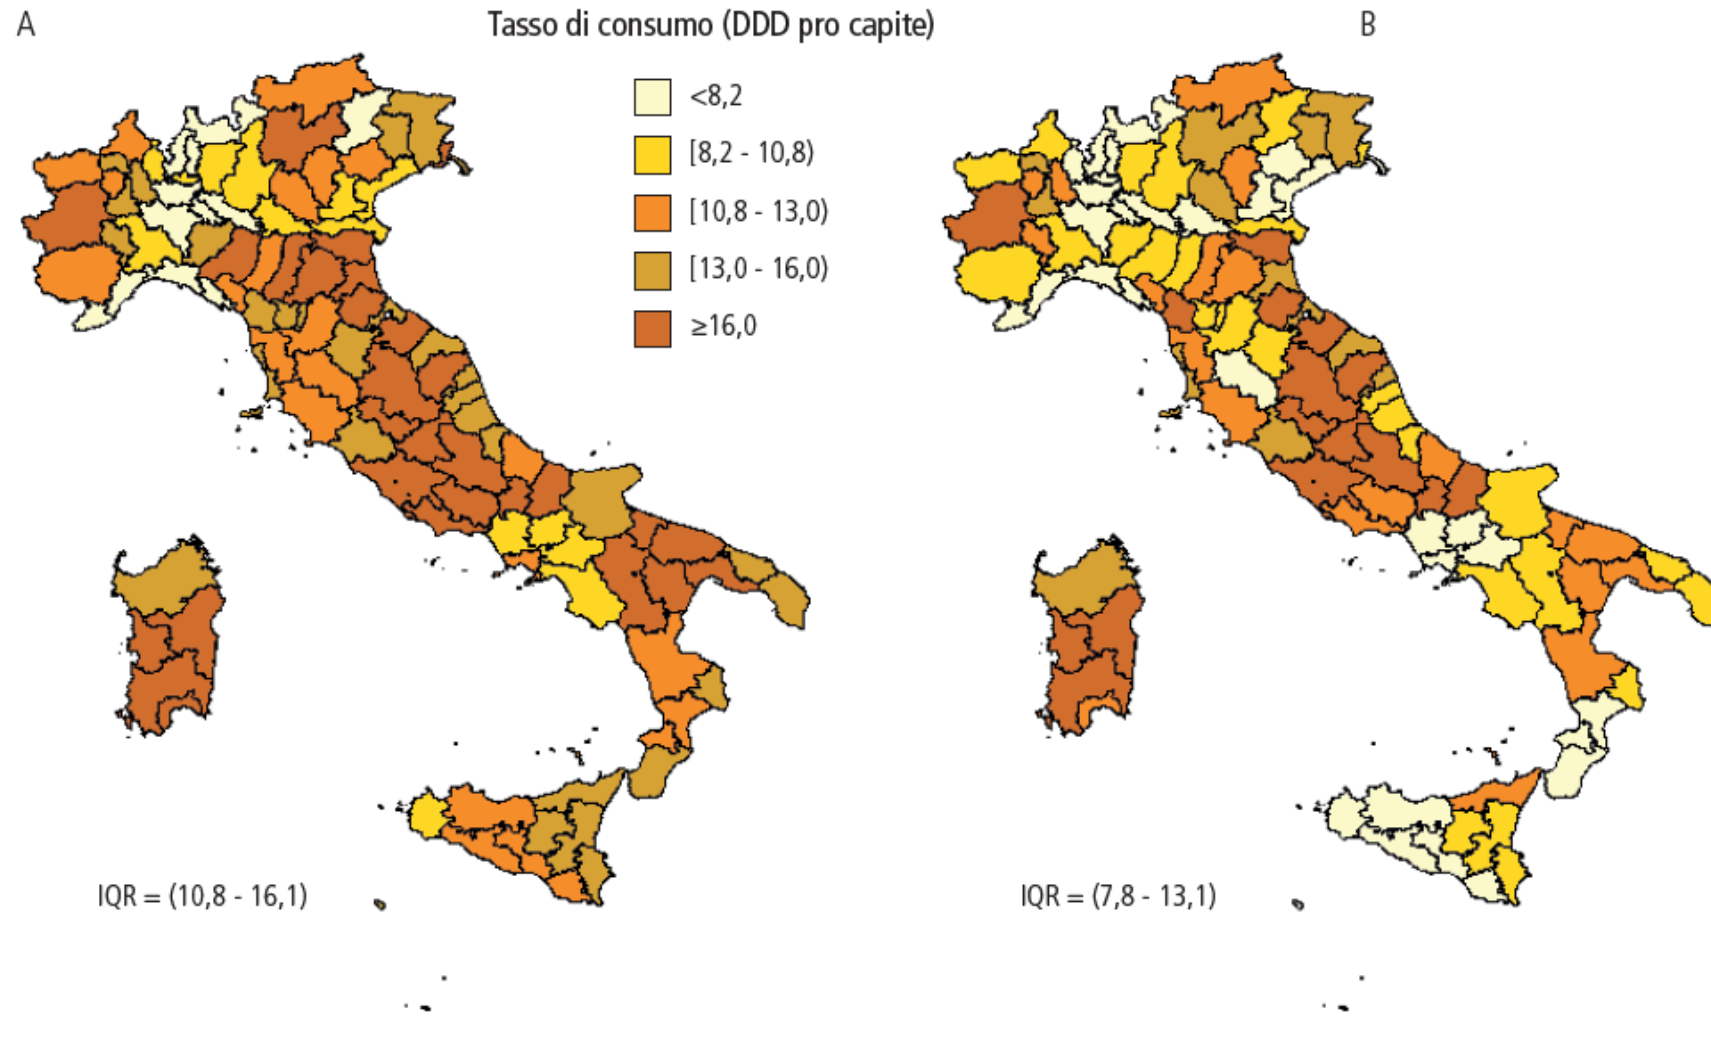 A
Tasso di consumo (DDD pro capite)
B
<8,2
[8,2 - 10,8)
[10,8 - 13,0)
[13,0 - 16,0)
≥16,0
IQR = (10,8 - 16,1)
IQR = (7,8 - 13,1)